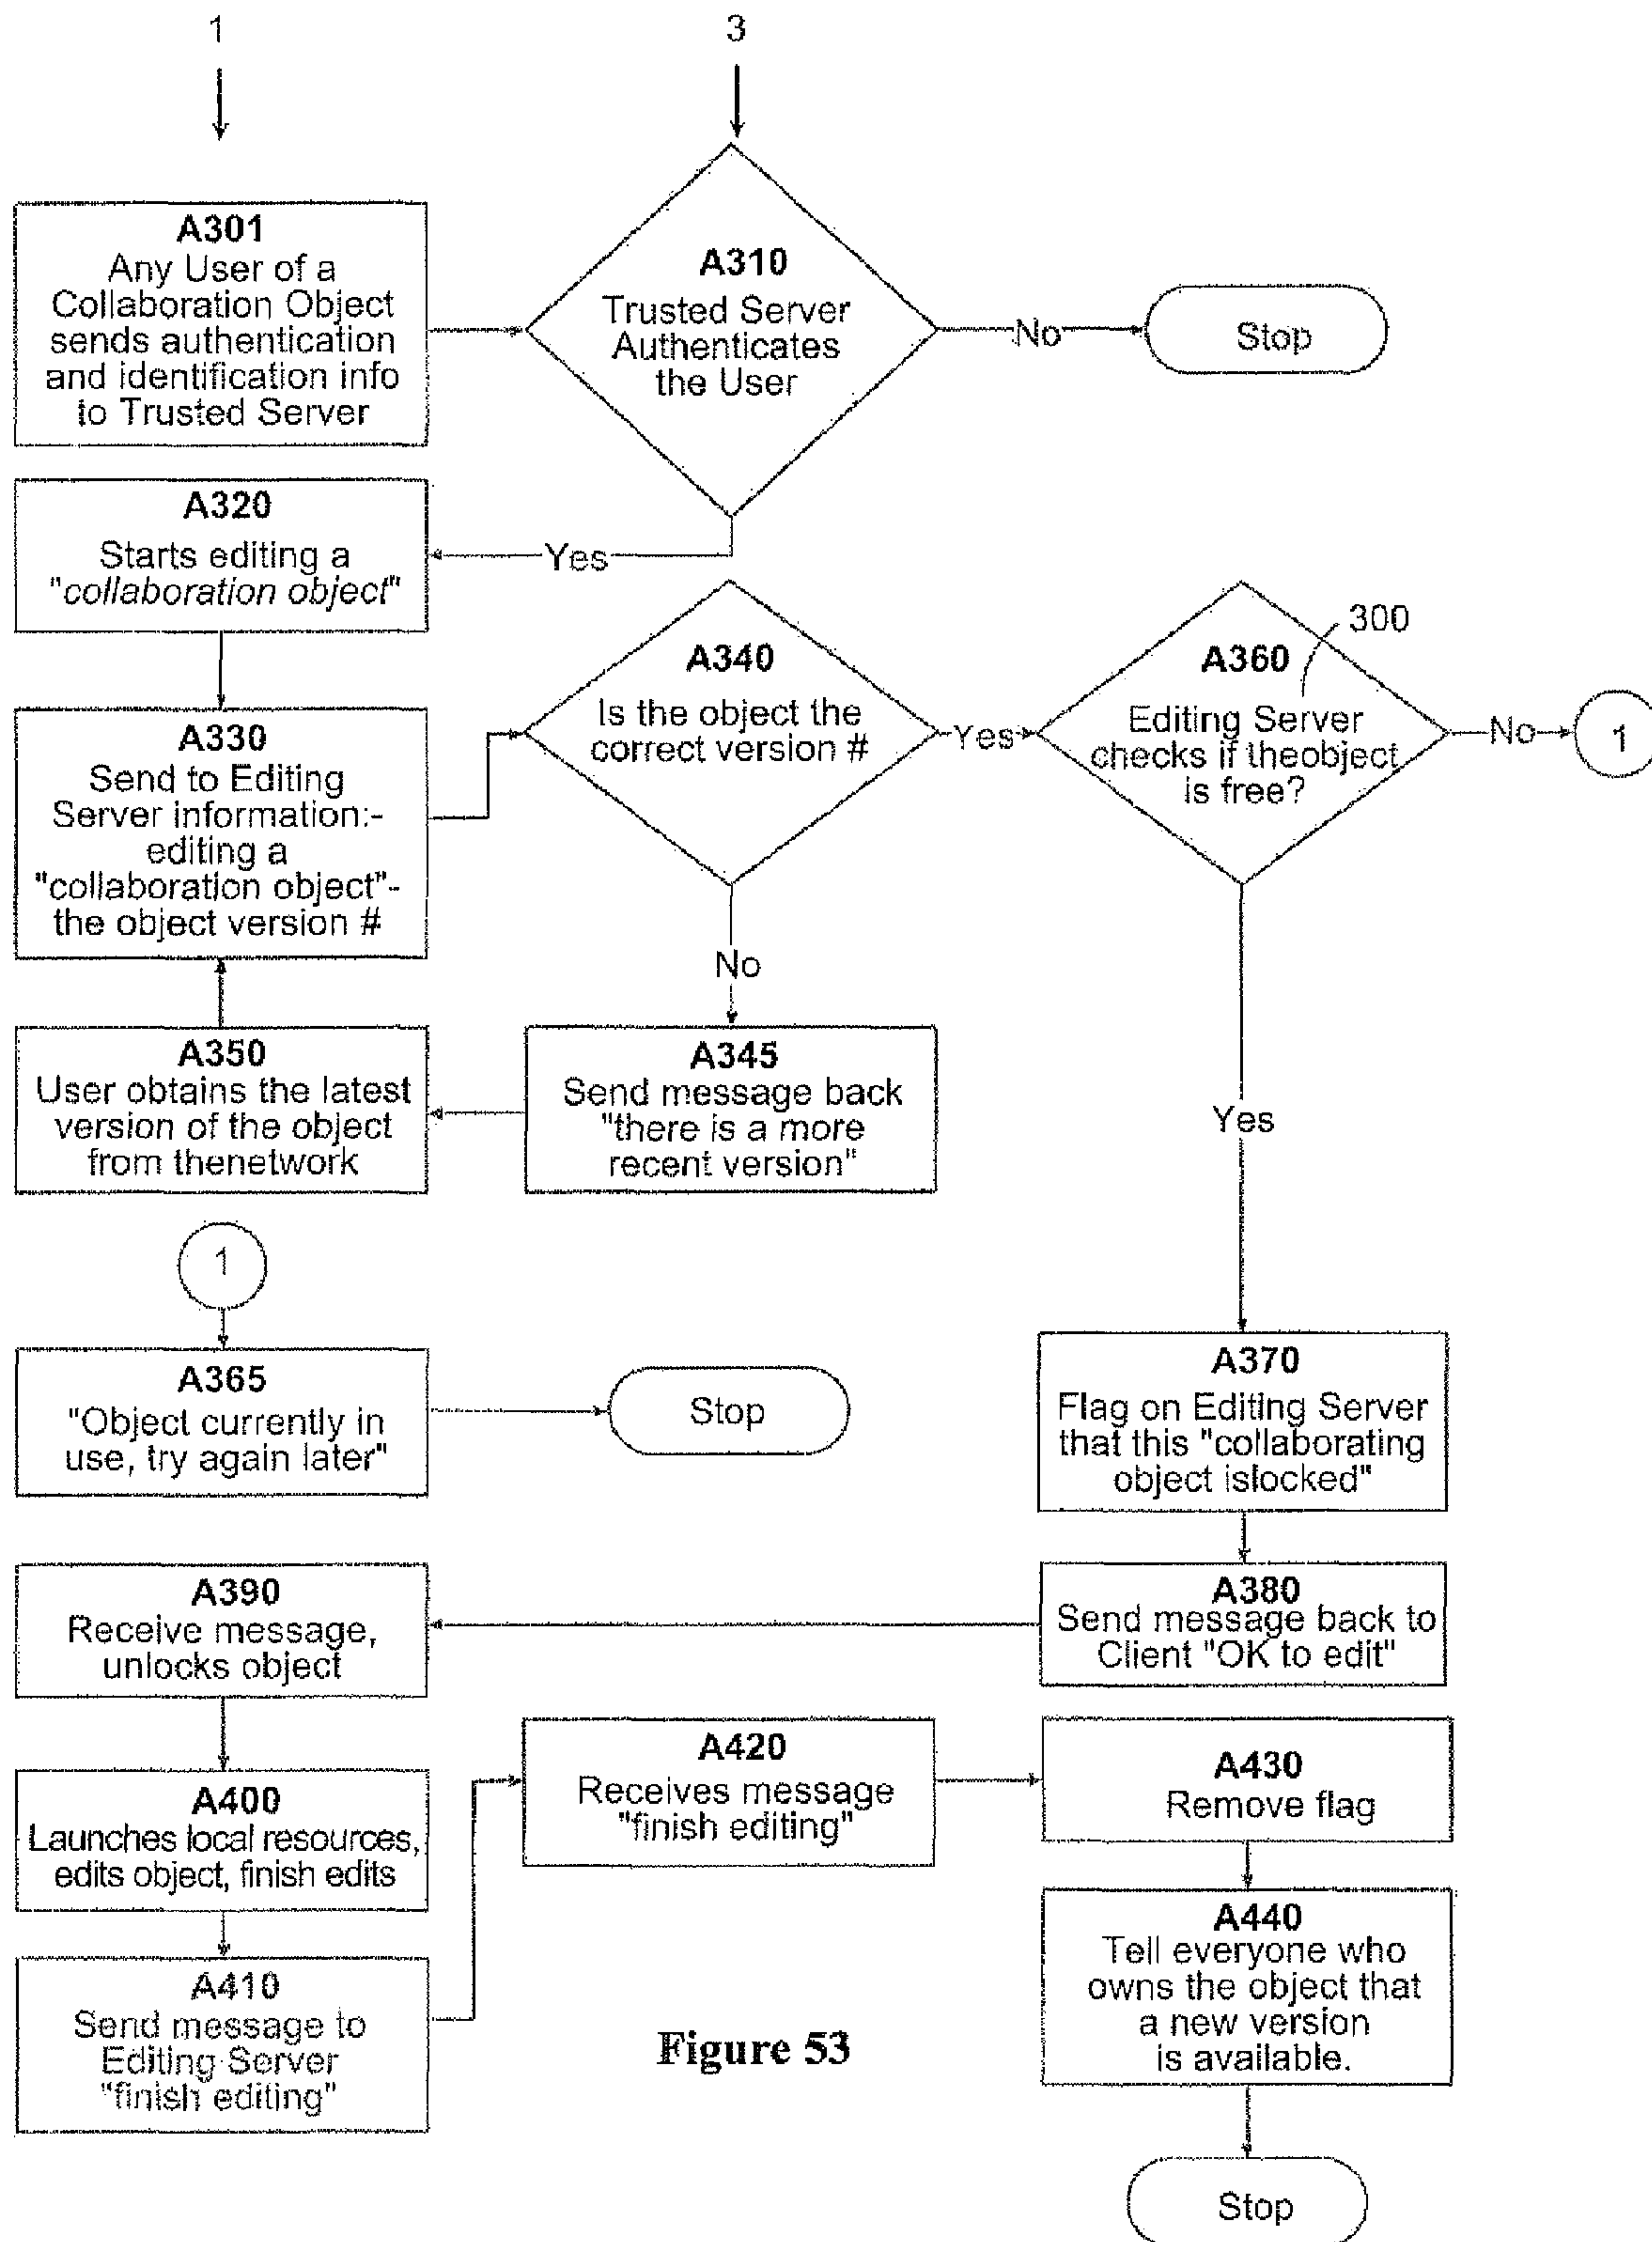 1
3
A301
Any User of a
Collaboration Object
sends authentication
and identification info
to Trusted Server
A310
Trusted Server
Authenticates
the User
No
Stop
A320
Starts editing a
"collaboration object"
Yes
A330
Send to Editing
Server information:-
editing a
"collaboration object"-
the object version #
A340
Is the object the
correct version #
Yes
300
A360
Editing Server
checks if theobject
is free?
No
1
No
Yes
A350
User obtains the latest
version of the object
from thenetwork
A345
Send message back
"there is a more
recent version"
1
A365
"Object currently in
use, try again later"
Stop
A370
Flag on Editing Server
that this "collaborating
object islocked"
A380
Send message back to
Client "OK to edit"
A390
Receive message,
unlocks object
A400
Launches local resources,
edits object, finish edits
A410
Send message to
Editing Server
"finish editing"
A420
Receives message
"finish editing"
A430
Remove flag
A440
Tell everyone who
owns the object that
a new version
is available.
Stop
Figure 53